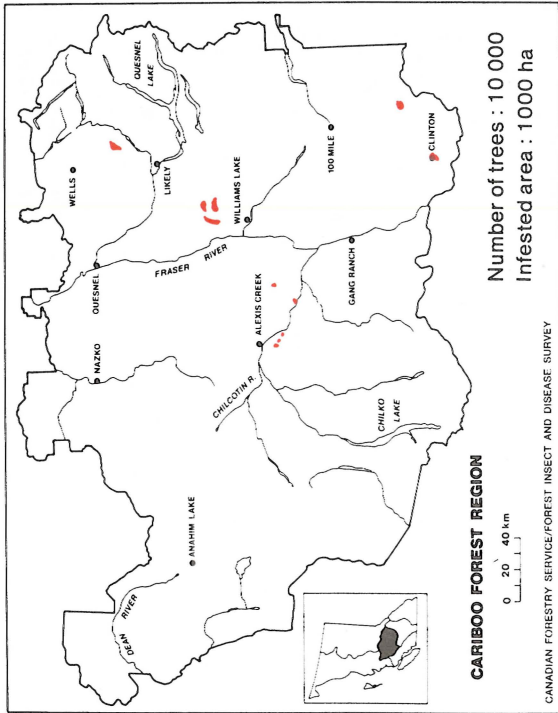 WELLS
QUESNEL LAKE
QUESNEL
LIKELY
NAZKO
FRASER RIVER
WILLIAMS LAKE
ALEXIS CREEK
100 MILE
ANAHIM LAKE
DEAN RIVER
CHILCOTIN R.
GANG RANCH
CLINTON
CHILKO LAKE
CARIBOO FOREST REGION
0 20 40 km
Number of trees : 10 000
Infested area : 1000 ha
CANADIAN FORESTRY SERVICE/FOREST INSECT AND DISEASE SURVEY